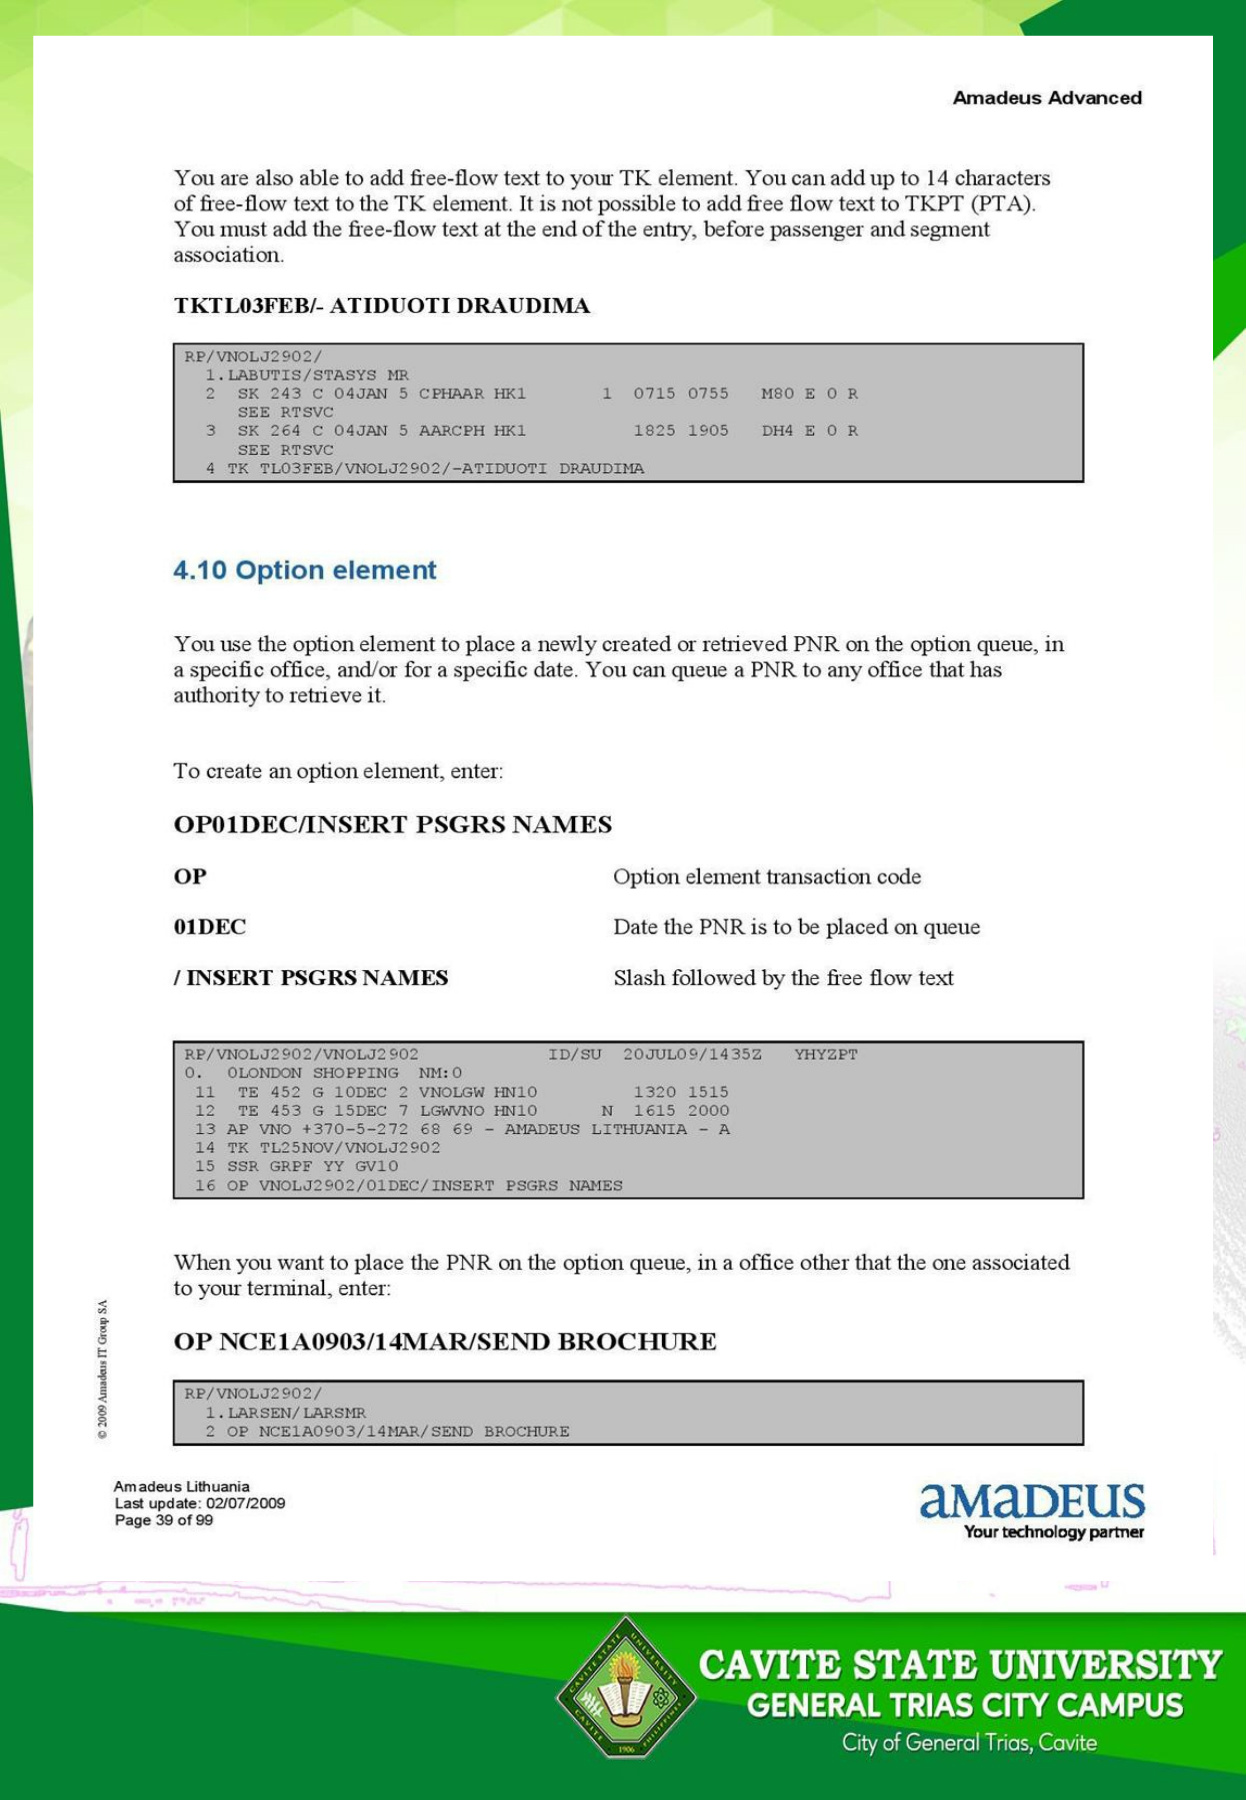 Amadeus Advanced
You are also able to add free-flow text to your TK element. You can add up to 14 characters
of free-flow text to the TK element. It is not possible to add free flow text to TKPT (PTA).
You must add the free-flow text at the end of the entry, before passenger and segment
association.
TKTL03FEB/- ATIDUOTI DRAUDIMA
RP/VNOLJ2902/
1.LABUTIS/STASYS MR
2 SK 243 C 04JAN 5 CPHAAR HK1 1 0715 0755 M80 E 0 R
SEE RTSVC
3 SK 264 C 04JAN 5 AARCPH HK1 1825 1905 DH4 E 0 R
SEE RTSVC
4 TK TL03FEB/VNOLJ2902/-ATIDUOTI DRAUDIMA
4.10 Option element
You use the option element to place a newly created or retrieved PNR on the option queue, in
a specific office, and/or for a specific date. You can queue a PNR to any office that has
authority to retrieve it.
To create an option element, enter:
OP01DEC/INSERT PSGRS NAMES
OP Option element transaction code
01DEC Date the PNR is to be placed on queue
/ INSERT PSGRS NAMES Slash followed by the free flow text
RP/VNOLJ2902/VNOLJ2902 ID/SU 20JUL09/1435Z YHYZPT
0. 0LONDON SHOPPING NM:0
11 TE 452 G 10DEC 2 VNOLGW HN10 1320 1515
12 TE 453 G 15DEC 7 LGWVNO HN10 N 1615 2000
13 AP VNO +370-5-272 68 69 - AMADEUS LITHUANIA - A
14 TK TL25NOV/VNOLJ2902
15 SSR GRPF YY GV10
16 OP VNOLJ2902/01DEC/INSERT PSGRS NAMES
When you want to place the PNR on the option queue, in a office other that the one associated
to your terminal, enter:
OP NCE1A0903/14MAR/SEND BROCHURE
RP/VNOLJ2902/
1.LARSEN/LARSMR
2 OP NCE1A0903/14MAR/SEND BROCHURE
© 2009 Amadeus IT Group SA
Amadeus Lithuania
Last update: 02/07/2009
Page 39 of 99
aMaDEUS
Your technology partner
CAVITE STATE UNIVERSITY
CAVITE PHILIPPINES
1906
CAVITE STATE UNIVERSITY
GENERAL TRIAS CITY CAMPUS
City of General Trias, Cavite